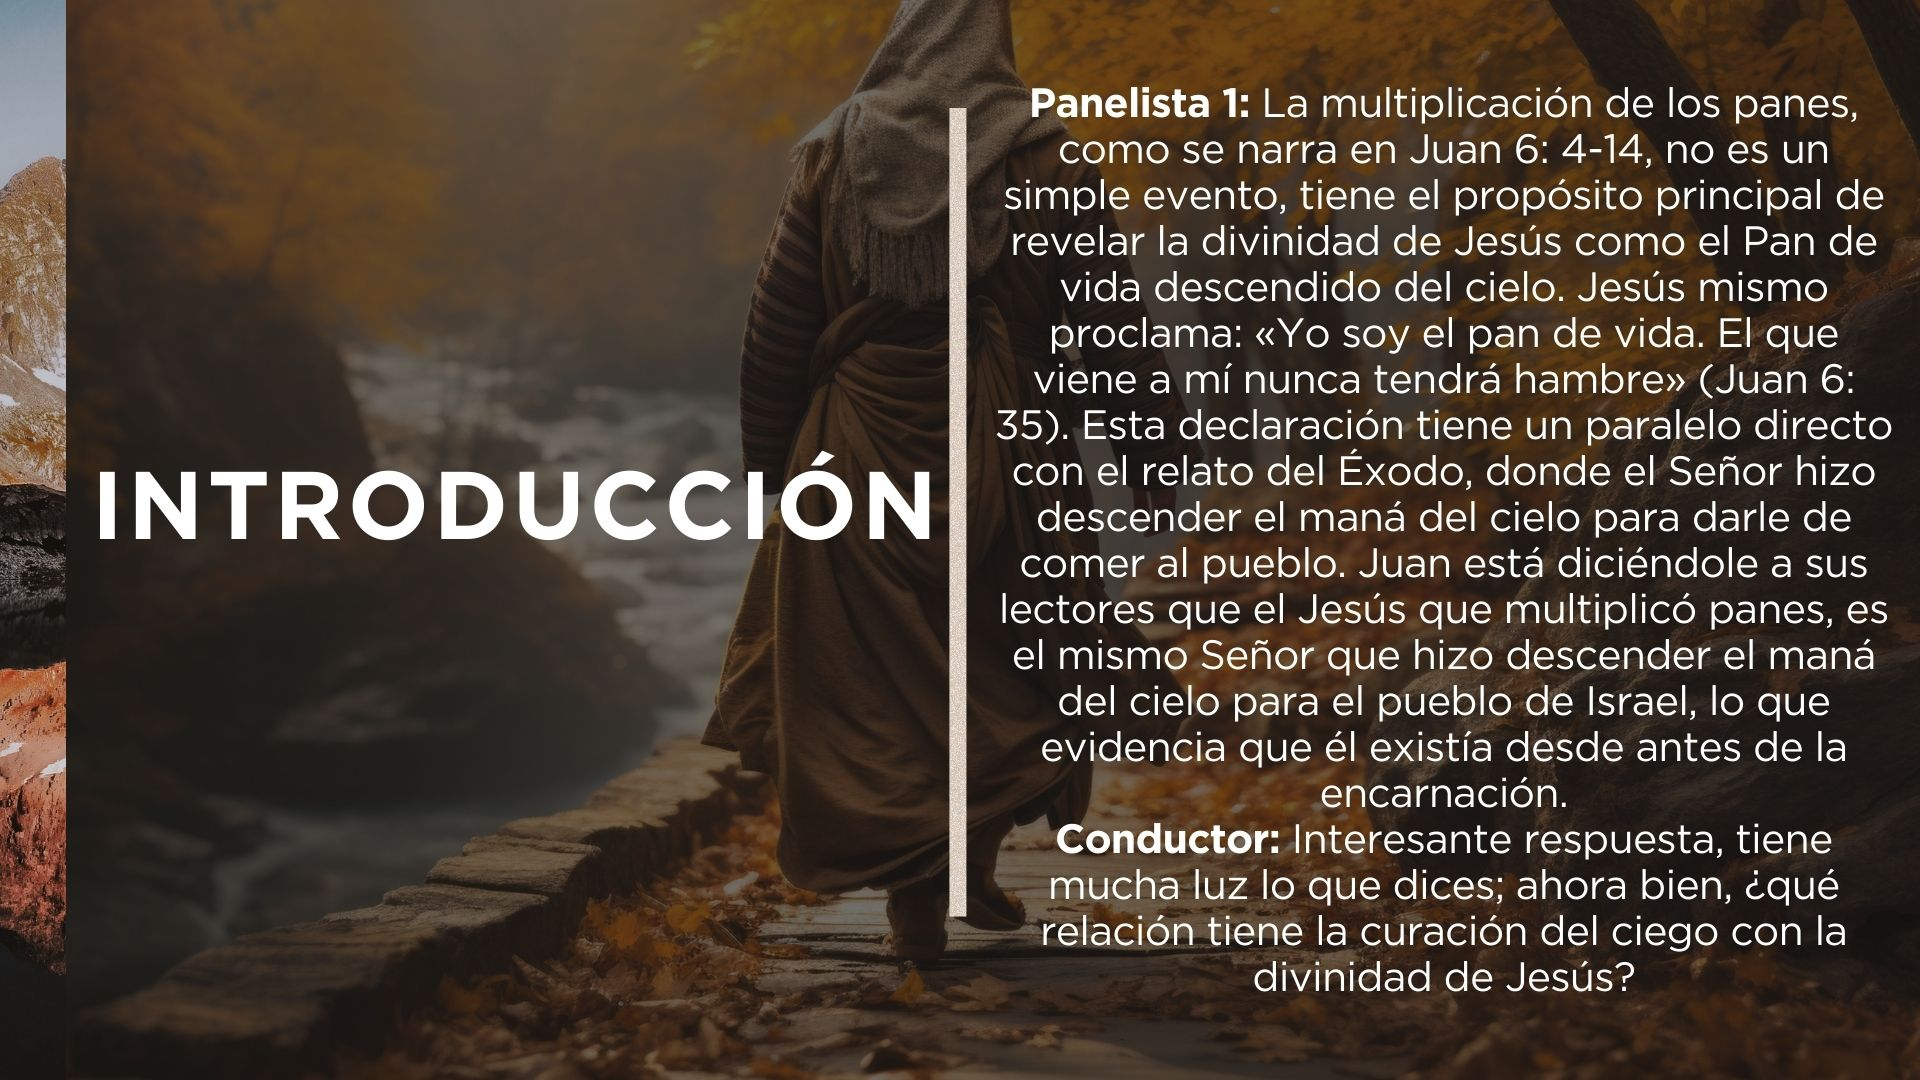 INTRODUCCIÓN
Panelista 1: La multiplicación de los panes,
como se narra en Juan 6: 4-14, no es un
simple evento, tiene el propósito principal de
revelar la divinidad de Jesús como el Pan de
vida descendido del cielo. Jesús mismo
proclama: «Yo soy el pan de vida. El que
viene a mí nunca tendrá hambre» (Juan 6:
35). Esta declaración tiene un paralelo directo
con el relato del Éxodo, donde el Señor hizo
descender el maná del cielo para darle de
comer al pueblo. Juan está diciéndole a sus
lectores que el Jesús que multiplicó panes, es
el mismo Señor que hizo descender el maná
del cielo para el pueblo de Israel, lo que
evidencia que él existía desde antes de la
encarnación.
Conductor: Interesante respuesta, tiene
mucha luz lo que dices; ahora bien, ¿qué
relación tiene la curación del ciego con la
divinidad de Jesús?